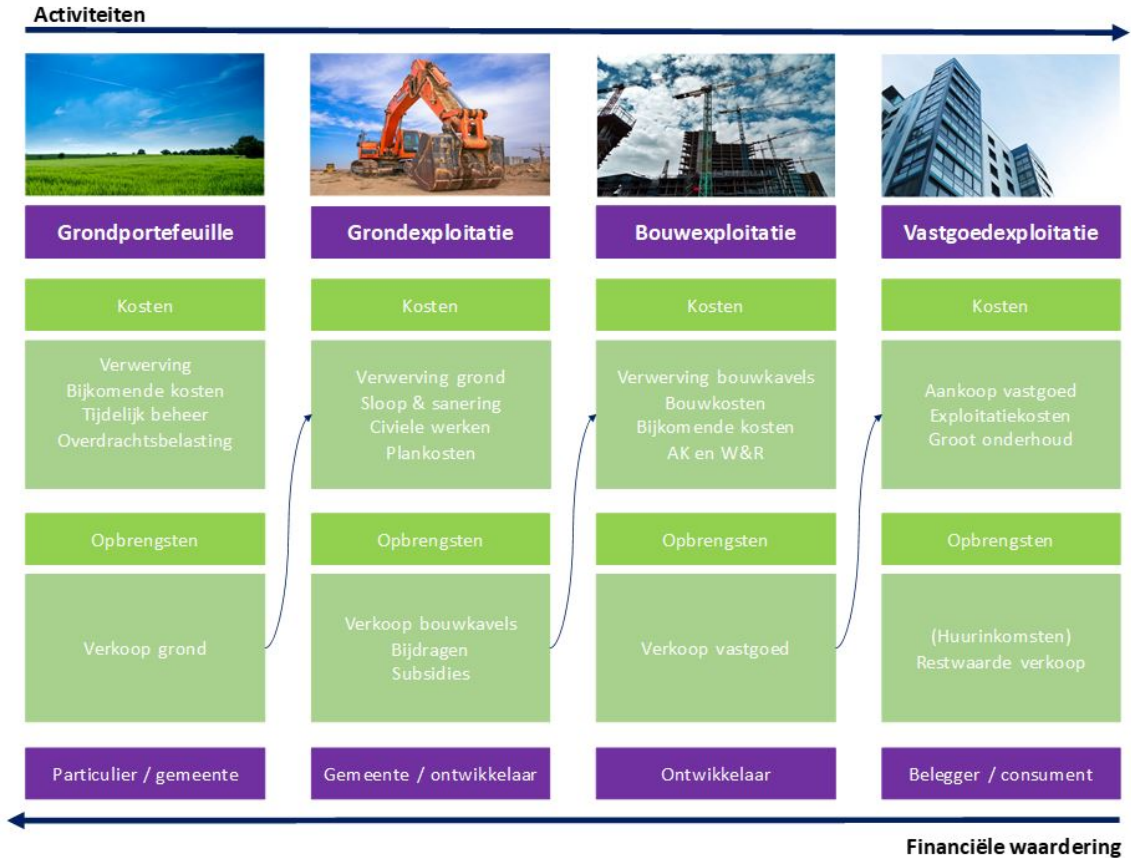 Activiteiten
Grondportefeuille
Kosten
Verwerving
Bijkomende kosten
Tijdelijk beheer
Overdrachtsbelasting
Opbrengsten
Verkoop grond
Particulier / gemeente
Grondexploitatie
Kosten
Verwerving grond
Sloop & sanering
Civiele werken
Plankosten
Opbrengsten
Verkoop bouwkavels
Bijdragen
Subsidies
Gemeente / ontwikkelaar
Bouwexploitatie
Kosten
Verwerving bouwkavels
Bouwkosten
Bijkomende kosten
AK en W&R
Opbrengsten
Verkoop vastgoed
Ontwikkelaar
Vastgoedexploitatie
Kosten
Aankoop vastgoed
Exploitatiekosten
Groot onderhoud
Opbrengsten
(Huurinkomsten)
Restwaarde verkoop
Belegger / consument
Financiële waardering